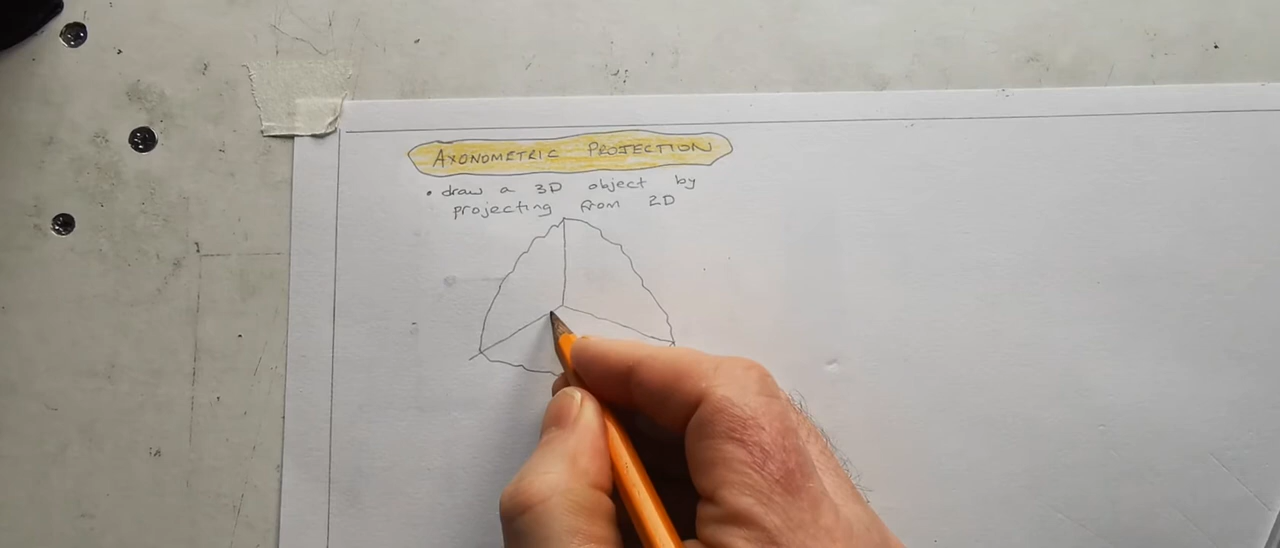 AXONOMETRIC PROJECTION
• draw a 3D object by
projecting from 2D